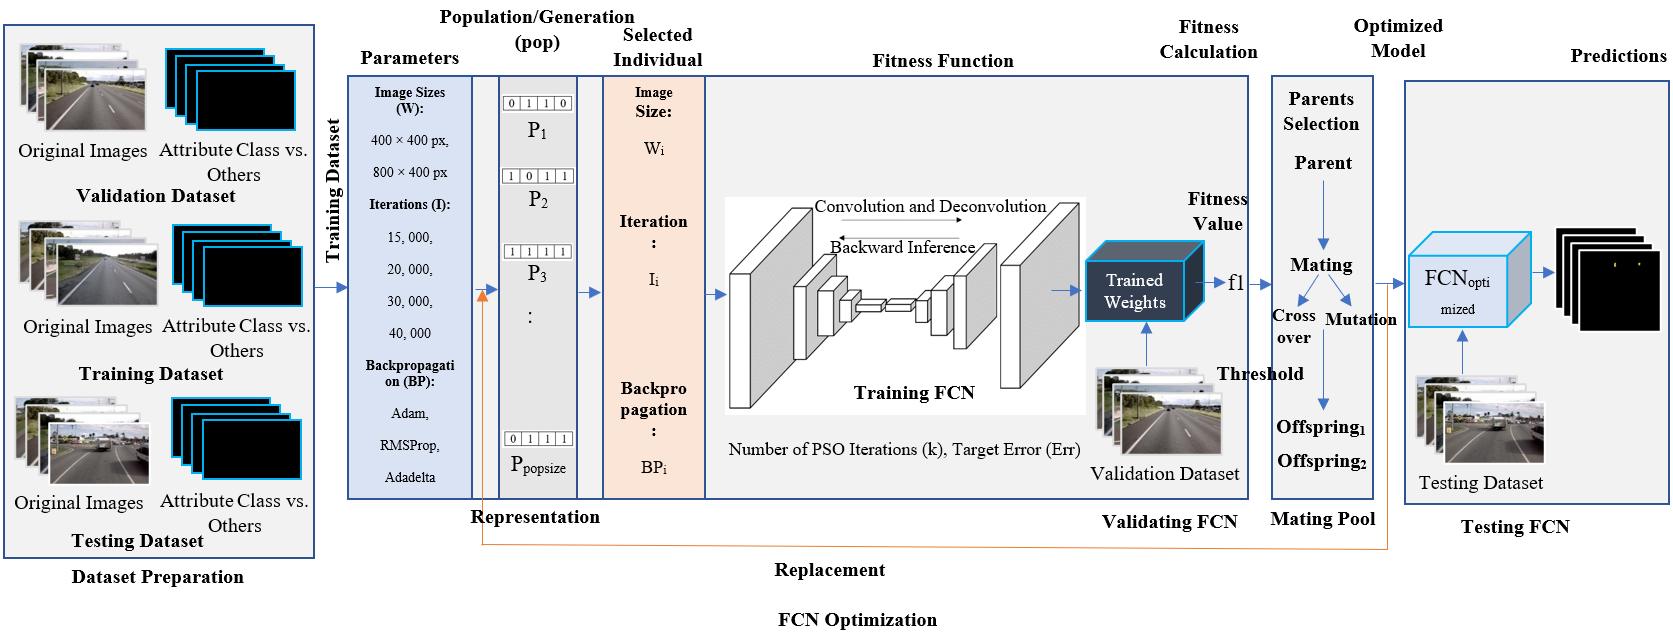 Population/Generation
(pop)
Parameters
Selected
Individual
Fitness Function
Fitness
Calculation
Optimized
Model
Predictions
Original Images
Attribute Class vs.
Others
Validation Dataset
Original Images
Attribute Class vs.
Others
Training Dataset
Original Images
Attribute Class vs.
Others
Testing Dataset
Dataset Preparation
Training Dataset
Image Sizes
(W):
400 × 400 px,
800 × 400 px
Iterations (I):
15, 000,
20, 000,
30, 000,
40, 000
Backpropagati
on (BP):
Adam,
RMSProp,
Adadelta
0 1 1 0
P1
1 0 1 1
P2
1 1 1 1
P3
:
0 1 1 1
Ppopsize
Representation
Image
Size:
Wi
Iteration
:
Ii
Backpro
pagation
:
BPi
Convolution and Deconvolution
Backward Inference
Training FCN
Number of PSO Iterations (k), Target Error (Err)
Trained
Weights
Validation Dataset
Validating FCN
Fitness
Value
f1
Threshold
Parents
Selection
Parent
Mating
Cross
over
Mutation
Offspring1
Offspring2
Mating Pool
FCNopti
mized
Testing Dataset
Testing FCN
Replacement
FCN Optimization